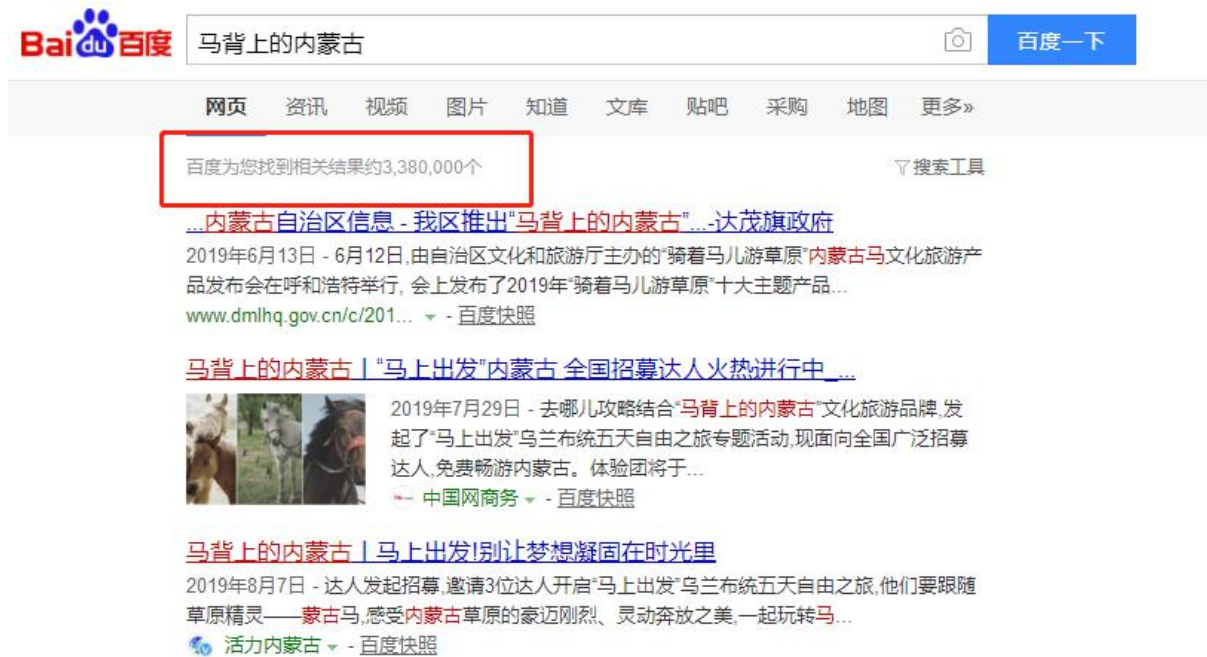 Baidu百度 马背上的内蒙古 百度一下
网页 资讯 视频 图片 知道 文库 贴吧 采购 地图 更多»
百度为您找到相关结果约3,380,000个 搜索工具
...内蒙古自治区信息 - 我区推出“马背上的内蒙古”...-达茂旗政府
2019年6月13日 - 6月12日,由自治区文化和旅游厅主办的“骑着马儿游草原”内蒙古马文化旅游产
品发布会在呼和浩特举行, 会上发布了2019年“骑着马儿游草原”十大主题产品...
www.dmlhq.gov.cn/c/201... - 百度快照
马背上的内蒙古丨“马上出发”内蒙古 全国招募达人火热进行中_...
2019年7月29日 - 去哪儿攻略结合“马背上的内蒙古”文化旅游品牌,发
起了“马上出发”乌兰布统五天自由之旅专题活动,现面向全国广泛招募
达人,免费畅游内蒙古。体验团将于...
中国网商务 - 百度快照
马背上的内蒙古丨马上出发!别让梦想凝固在时光里
2019年8月7日 - 达人发起招募,邀请3位达人开启“马上出发”乌兰布统五天自由之旅,他们要跟随
草原精灵——蒙古马,感受内蒙古草原的豪迈刚烈、灵动奔放之美,一起玩转马...
活力内蒙古 - 百度快照